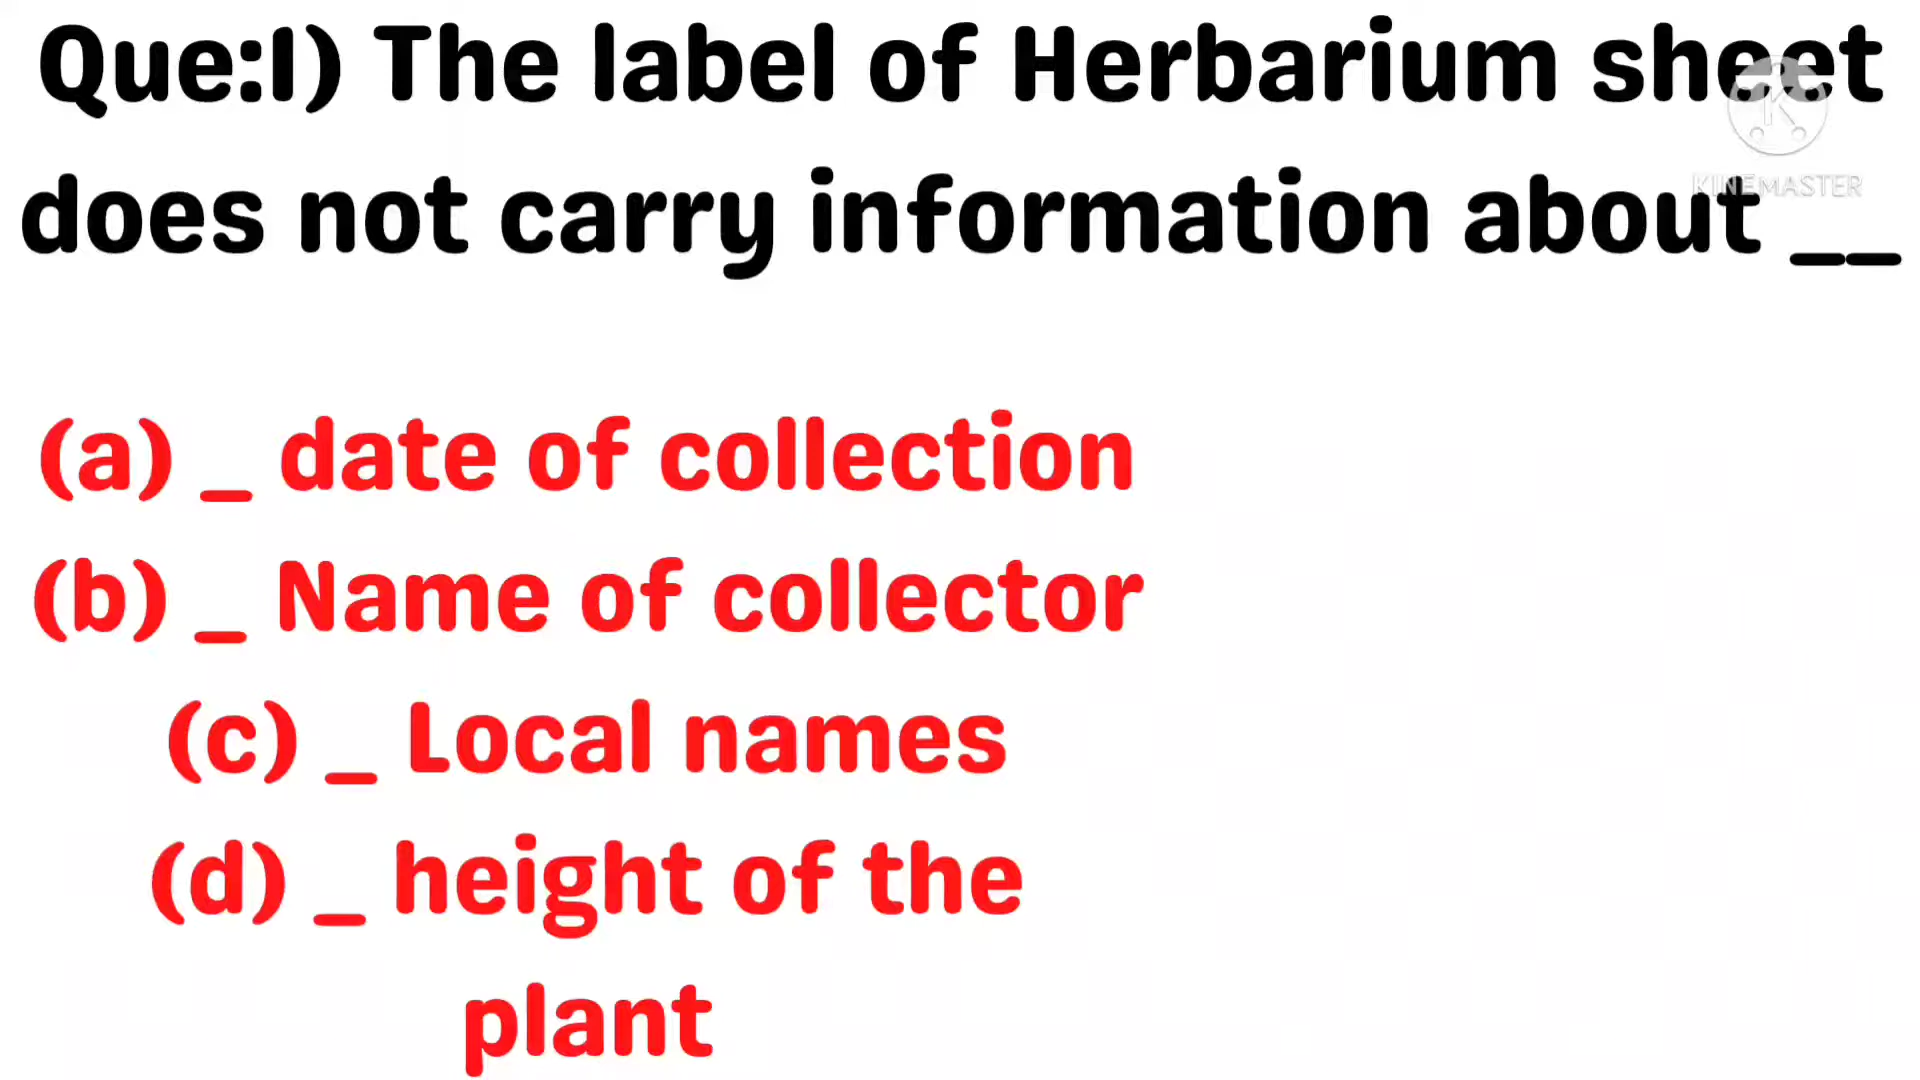 Que:I) The label of Herbarium sheet
does not carry information about __
KINEMASTER
(a) _ date of collection
(b) _ Name of collector
(c) _ Local names
(d) _ height of the
plant